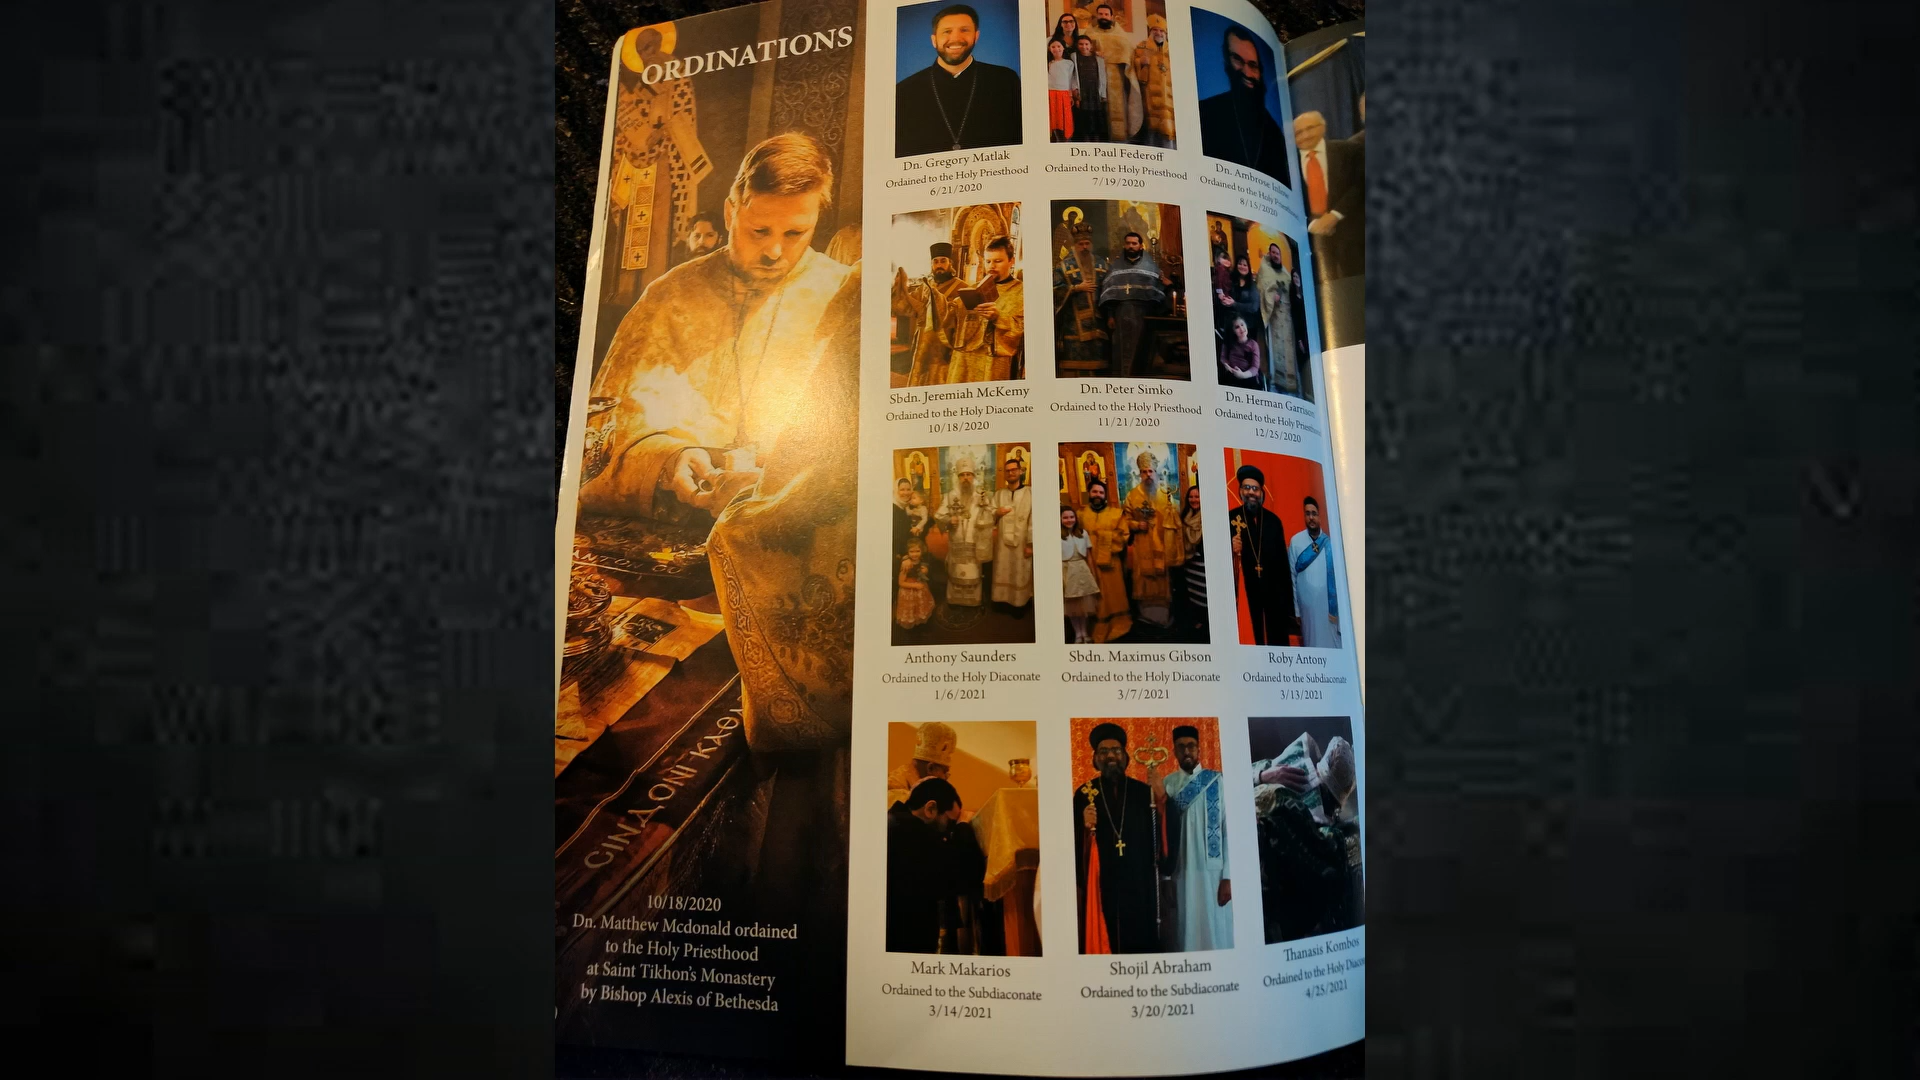 ORDINATIONS
10/18/2020
Dn. Matthew Mcdonald ordained
to the Holy Priesthood
at Saint Tikhon's Monastery
by Bishop Alexis of Bethesda
Dn. Gregory Matlak
Ordained to the Holy Priesthood
6/21/2020
Dn. Paul Federoff
Ordained to the Holy Priesthood
7/19/2020
Dn. Ambrose
Ordained to the Holy Priesthood
8/15/2020
Sbdn. Jeremiah McKemy
Ordained to the Holy Diaconate
10/18/2020
Dn. Peter Simko
Ordained to the Holy Priesthood
11/21/2020
Dn. Herman Garrison
Ordained to the Holy Priesthood
12/25/2020
Anthony Saunders
Ordained to the Holy Diaconate
1/6/2021
Sbdn. Maximus Gibson
Ordained to the Holy Diaconate
3/7/2021
Roby Antony
Ordained to the Subdiaconate
3/13/2021
Mark Makarios
Ordained to the Subdiaconate
3/14/2021
Shojil Abraham
Ordained to the Subdiaconate
3/20/2021
Thanasis Kombos
Ordained to the Holy
4/25/2021